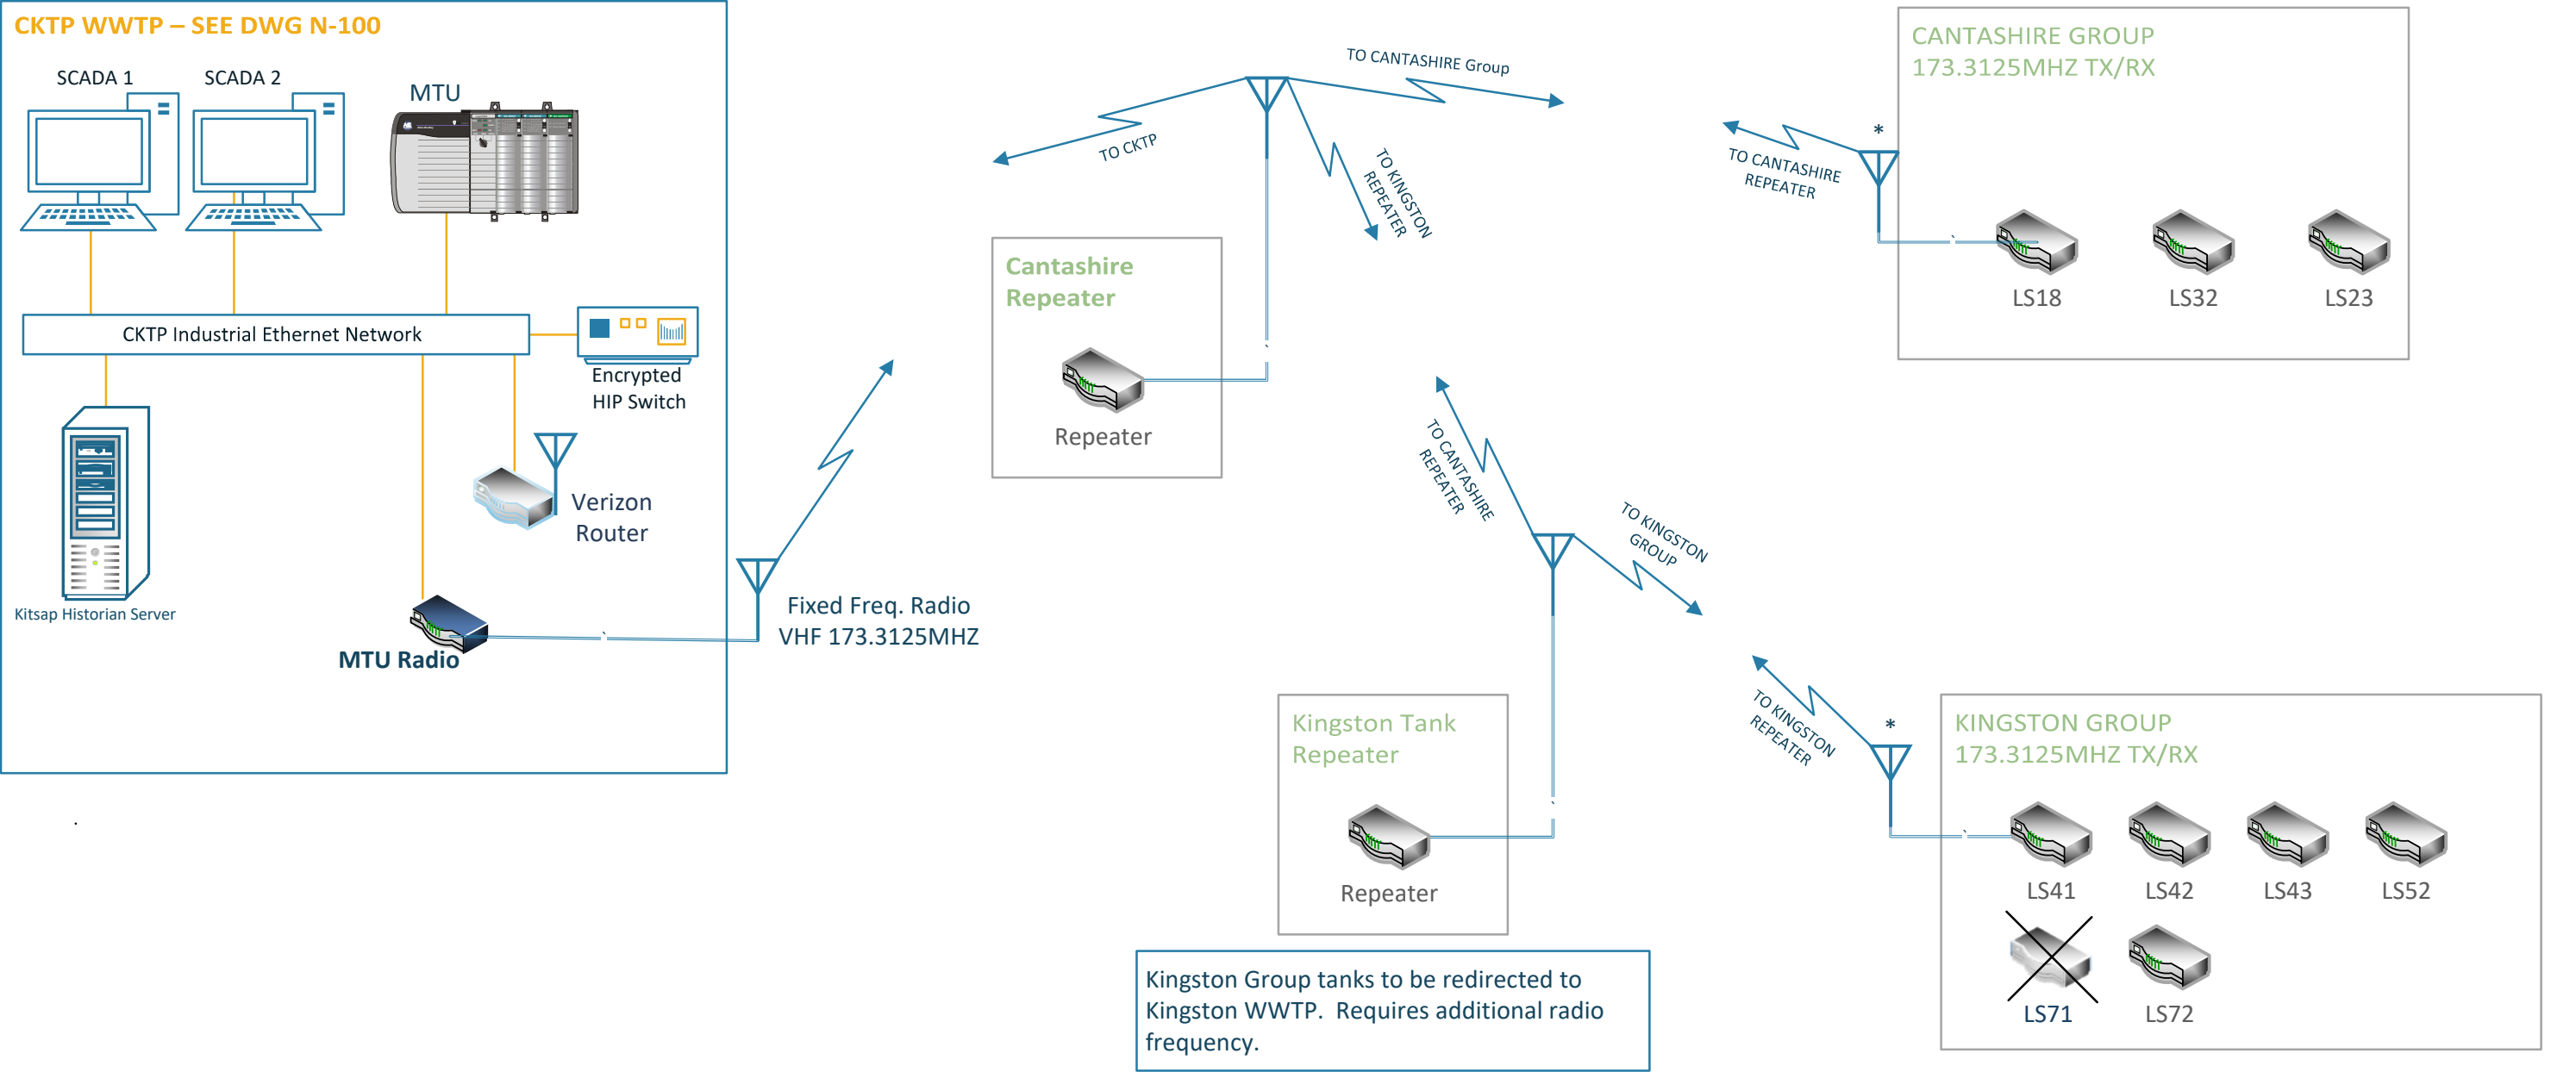 CKTP WWTP – SEE DWG N-100
SCADA 1
SCADA 2
MTU
CKTP Industrial Ethernet Network
Encrypted
HIP Switch
Verizon
Router
Kitsap Historian Server
MTU Radio
Fixed Freq. Radio
VHF 173.3125MHZ
.
TO CKTP
TO CANTASHIRE Group
TO KINGSTON
REPEATER
Cantashire
Repeater
Repeater
TO CANTASHIRE
REPEATER
*
CANTASHIRE GROUP
173.3125MHZ TX/RX
LS18
LS32
LS23
TO CANTASHIRE
REPEATER
TO KINGSTON
GROUP
Kingston Tank
Repeater
Repeater
TO KINGSTON
REPEATER
*
KINGSTON GROUP
173.3125MHZ TX/RX
LS41
LS42
LS43
LS52
LS71
LS72
Kingston Group tanks to be redirected to
Kingston WWTP.  Requires additional radio
frequency.